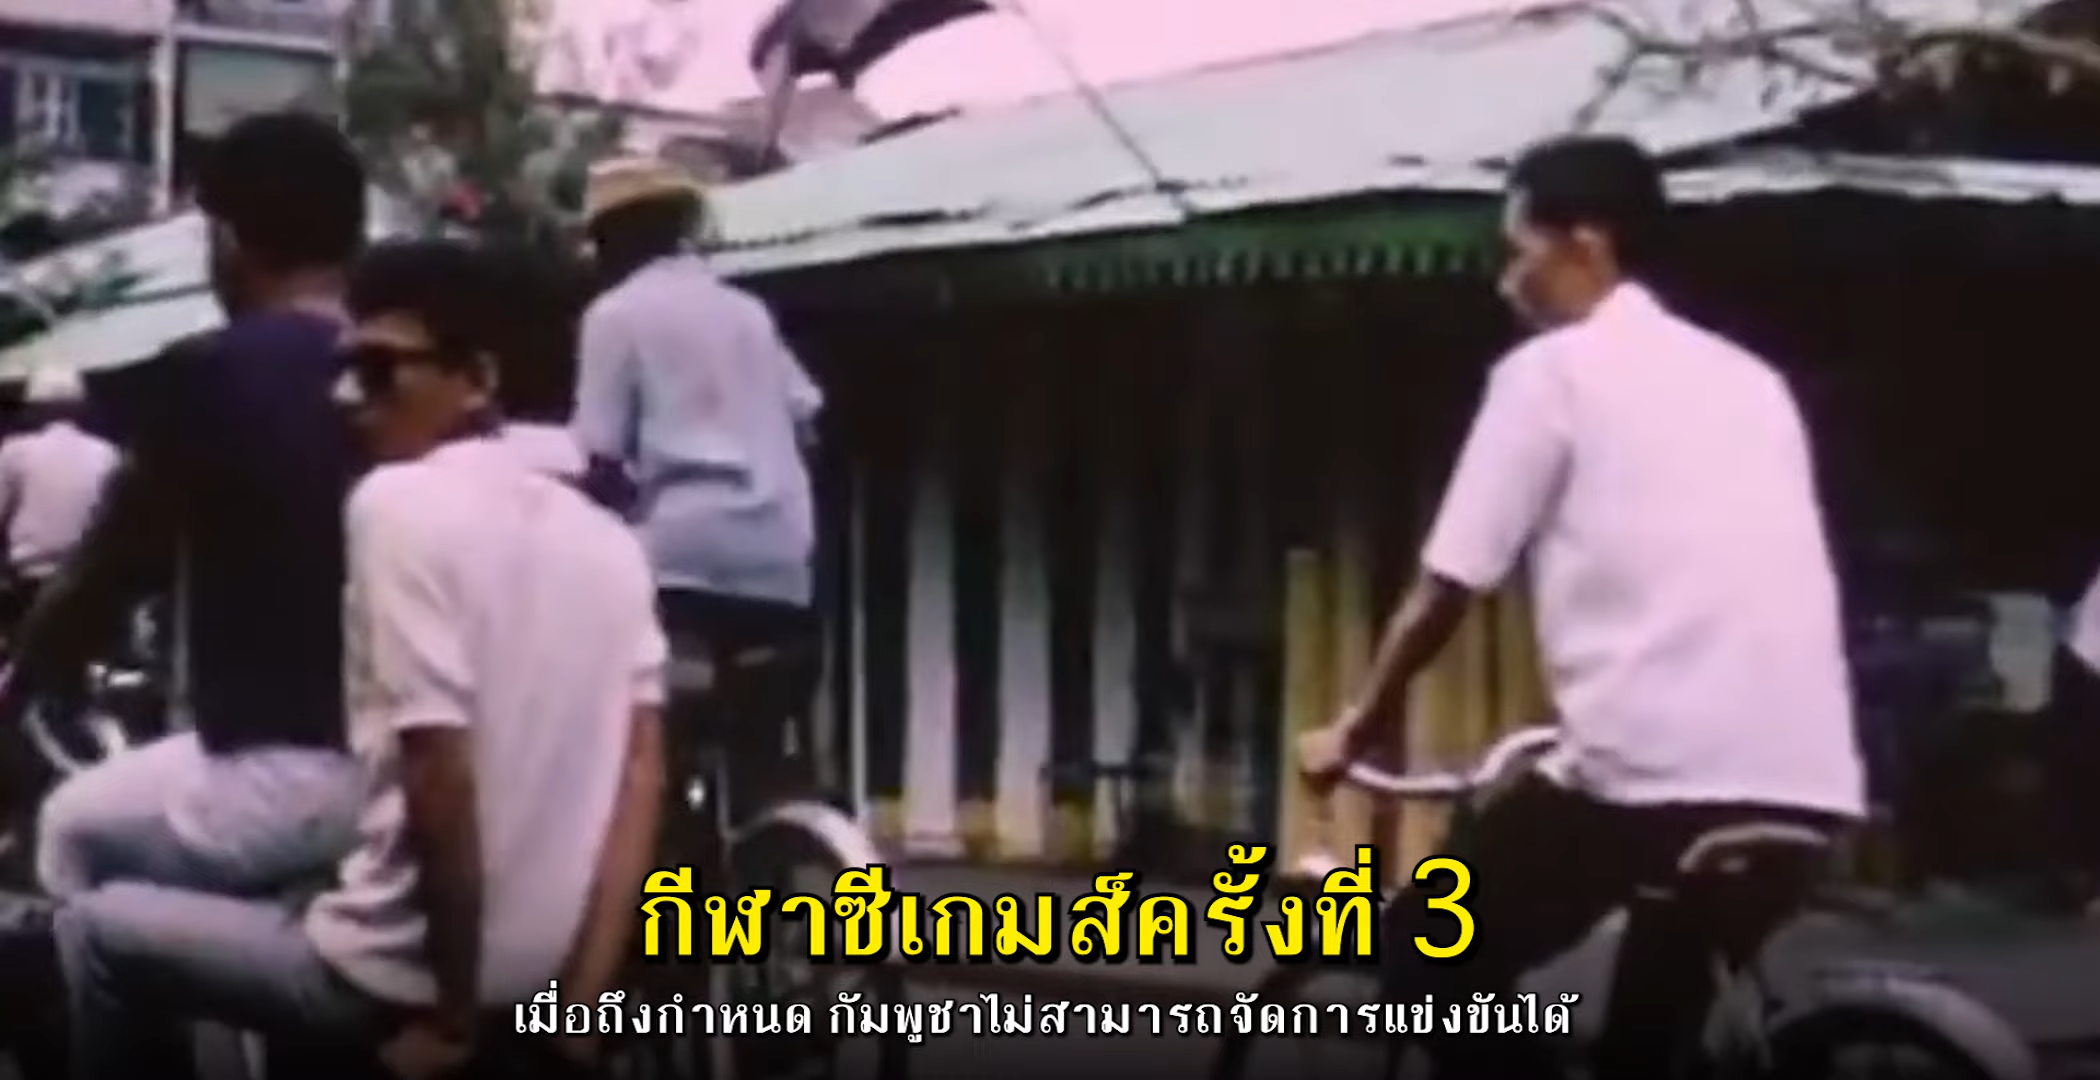 กีฬาซีเกมส์ครั้งที่ 3
เมื่อถึงกำหนด กัมพูชาไม่สามารถจัดการแข่งขันได้